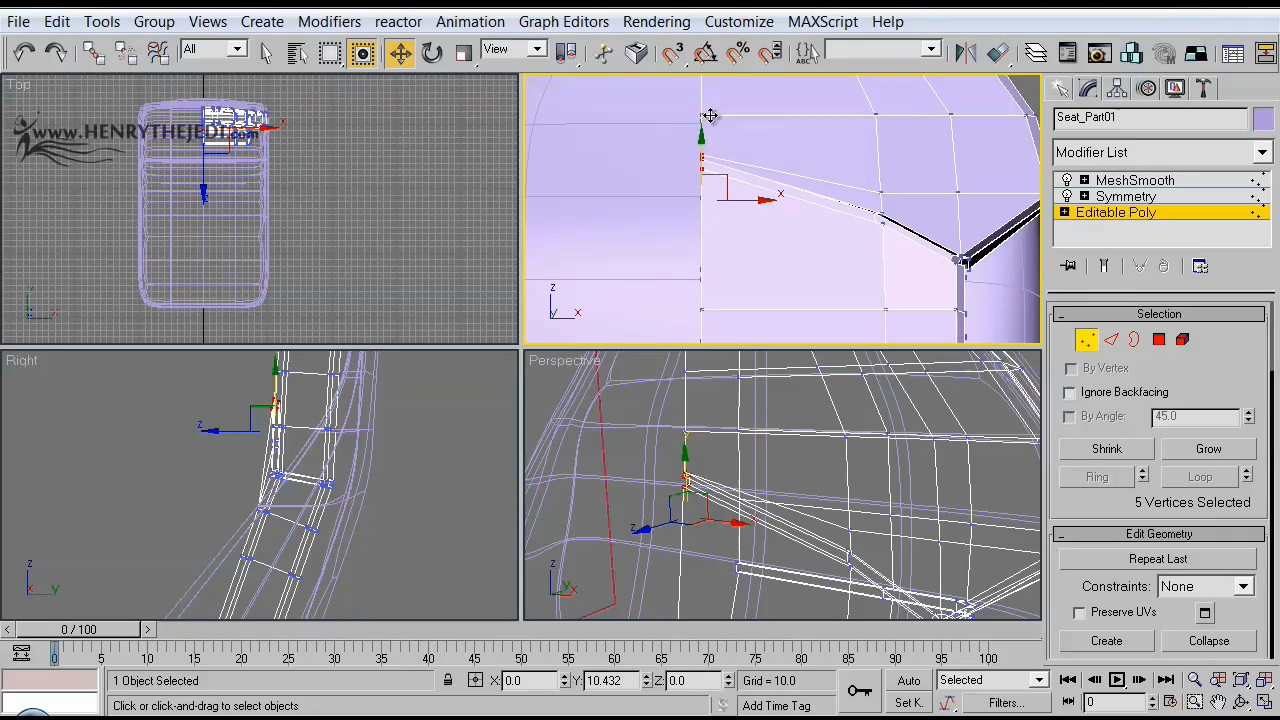 File Edit Tools Group Views Create Modifiers reactor Animation Graph Editors Rendering Customize MAXScript Help
All View 3 % ABC
Top
www.HENRYTHEJEDI.com
x
z
x
z
y x
Seat_Part01
Modifier List
MeshSmooth
Symmetry
Editable Poly
Selection
By Vertex
Ignore Backfacing
By Angle: 45.0
Shrink Grow
Ring Loop
5 Vertices Selected
Edit Geometry
Repeat Last
Constraints: None
Preserve UVs
Create Collapse
Right
z
z
x y
Perspective
z
z
y x
0 / 100
0 5 10 15 20 25 30 35 40 45 50 55 60 65 70 75 80 85 90 95 100
1 Object Selected X: 0.0 Y: 10.432 Z: 0.0 Grid = 10.0 Auto Selected
Click or click-and-drag to select objects Add Time Tag Set K. Filters... 0